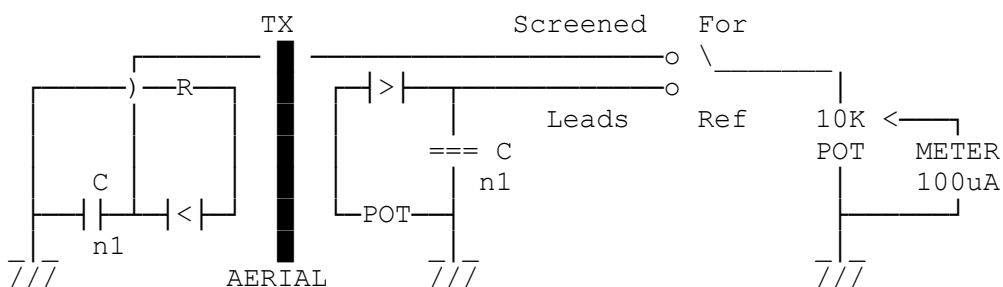 TX Screened For
R
Leads Ref 10K
=== C POT METER
C n1 100uA
POT
n1
AERIAL